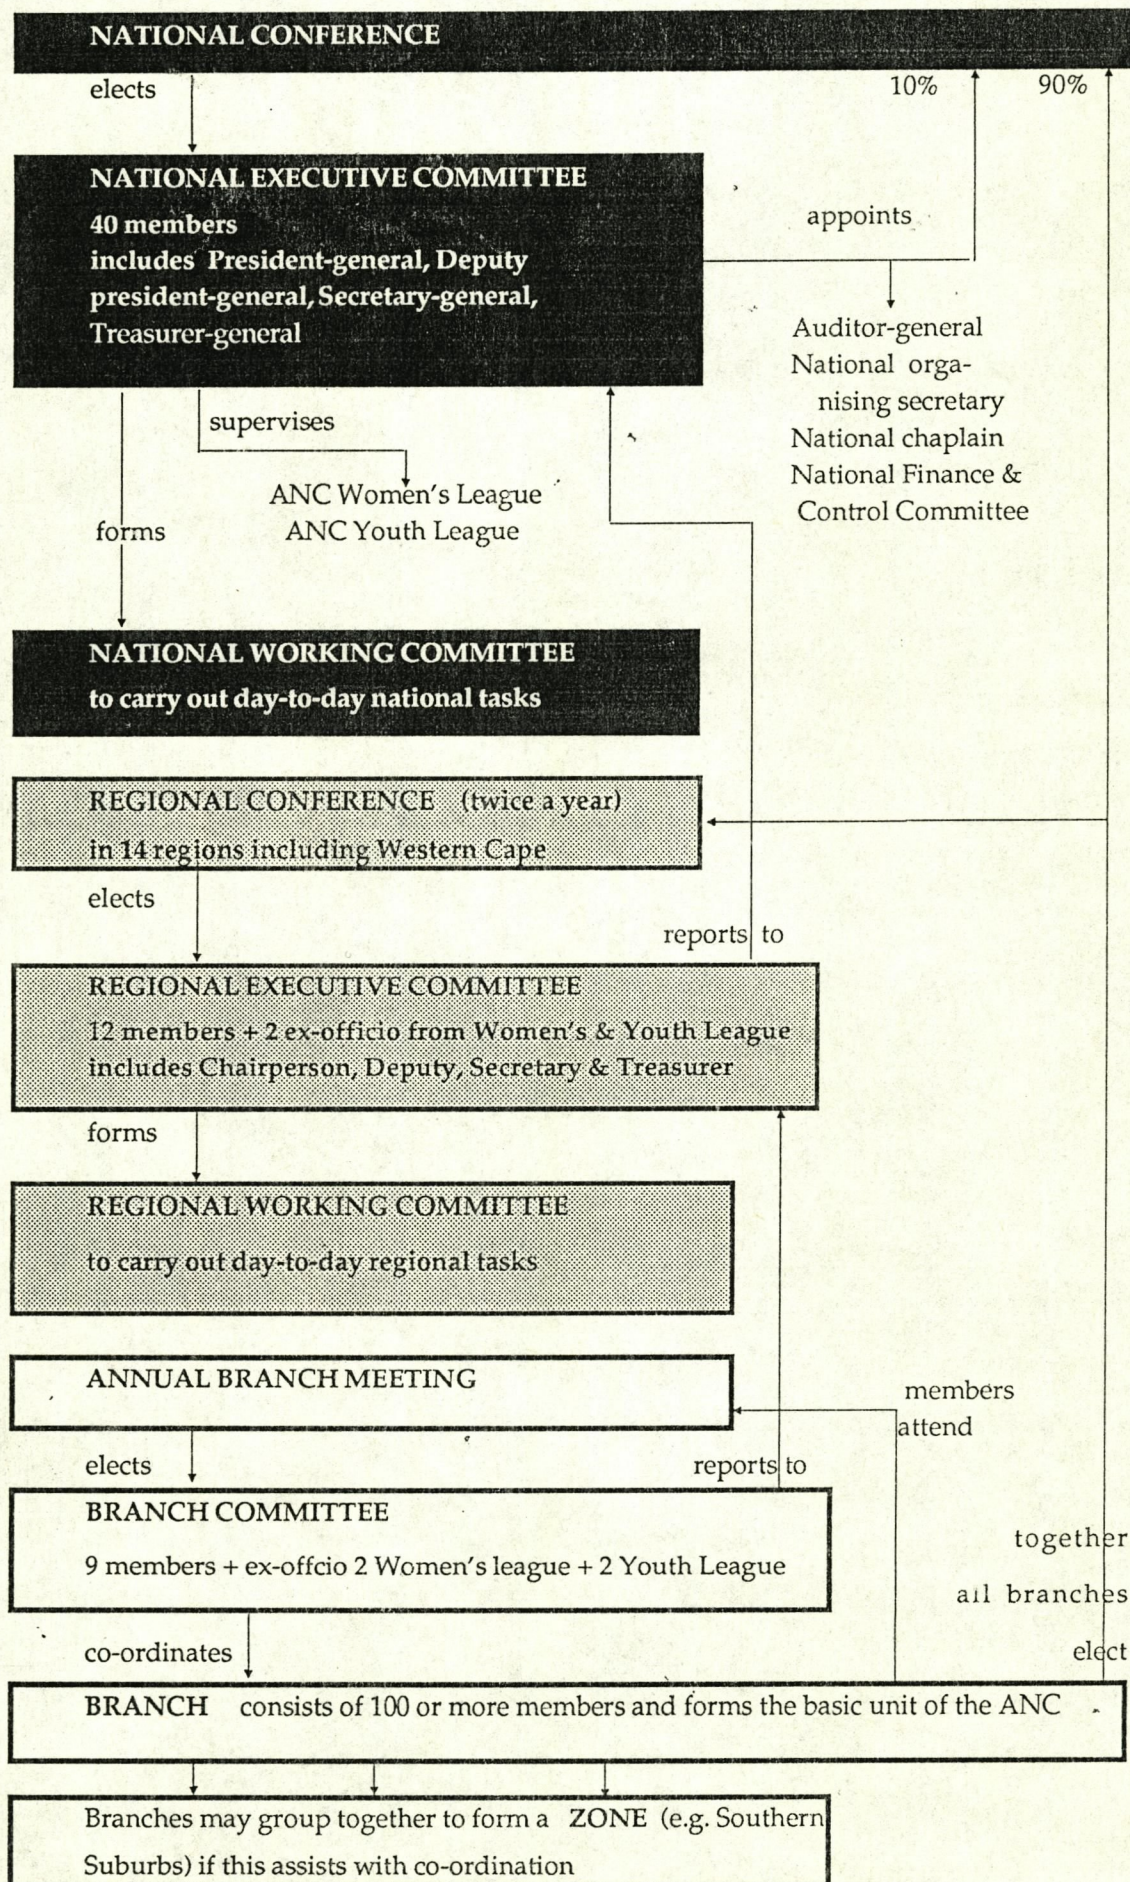 NATIONAL CONFERENCE
elects
10%
90%
NATIONAL EXECUTIVE COMMITTEE
40 members
includes President-general, Deputy
president-general, Secretary-general,
Treasurer-general
appoints
Auditor-general
National orga-
nising secretary
National chaplain
National Finance &
Control Committee
supervises
ANC Women's League
ANC Youth League
forms
NATIONAL WORKING COMMITTEE
to carry out day-to-day national tasks
REGIONAL CONFERENCE (twice a year)
in 14 regions including Western Cape
elects
reports to
REGIONAL EXECUTIVE COMMITTEE
12 members + 2 ex-officio from Women's & Youth League
includes Chairperson, Deputy, Secretary & Treasurer
forms
REGIONAL WORKING COMMITTEE
to carry out day-to-day regional tasks
ANNUAL BRANCH MEETING
members
attend
elects
reports to
BRANCH COMMITTEE
9 members + ex-offcio 2 Women's league + 2 Youth League
together
all branches
elect
co-ordinates
BRANCH consists of 100 or more members and forms the basic unit of the ANC
Branches may group together to form a ZONE (e.g. Southern
Suburbs) if this assists with co-ordination